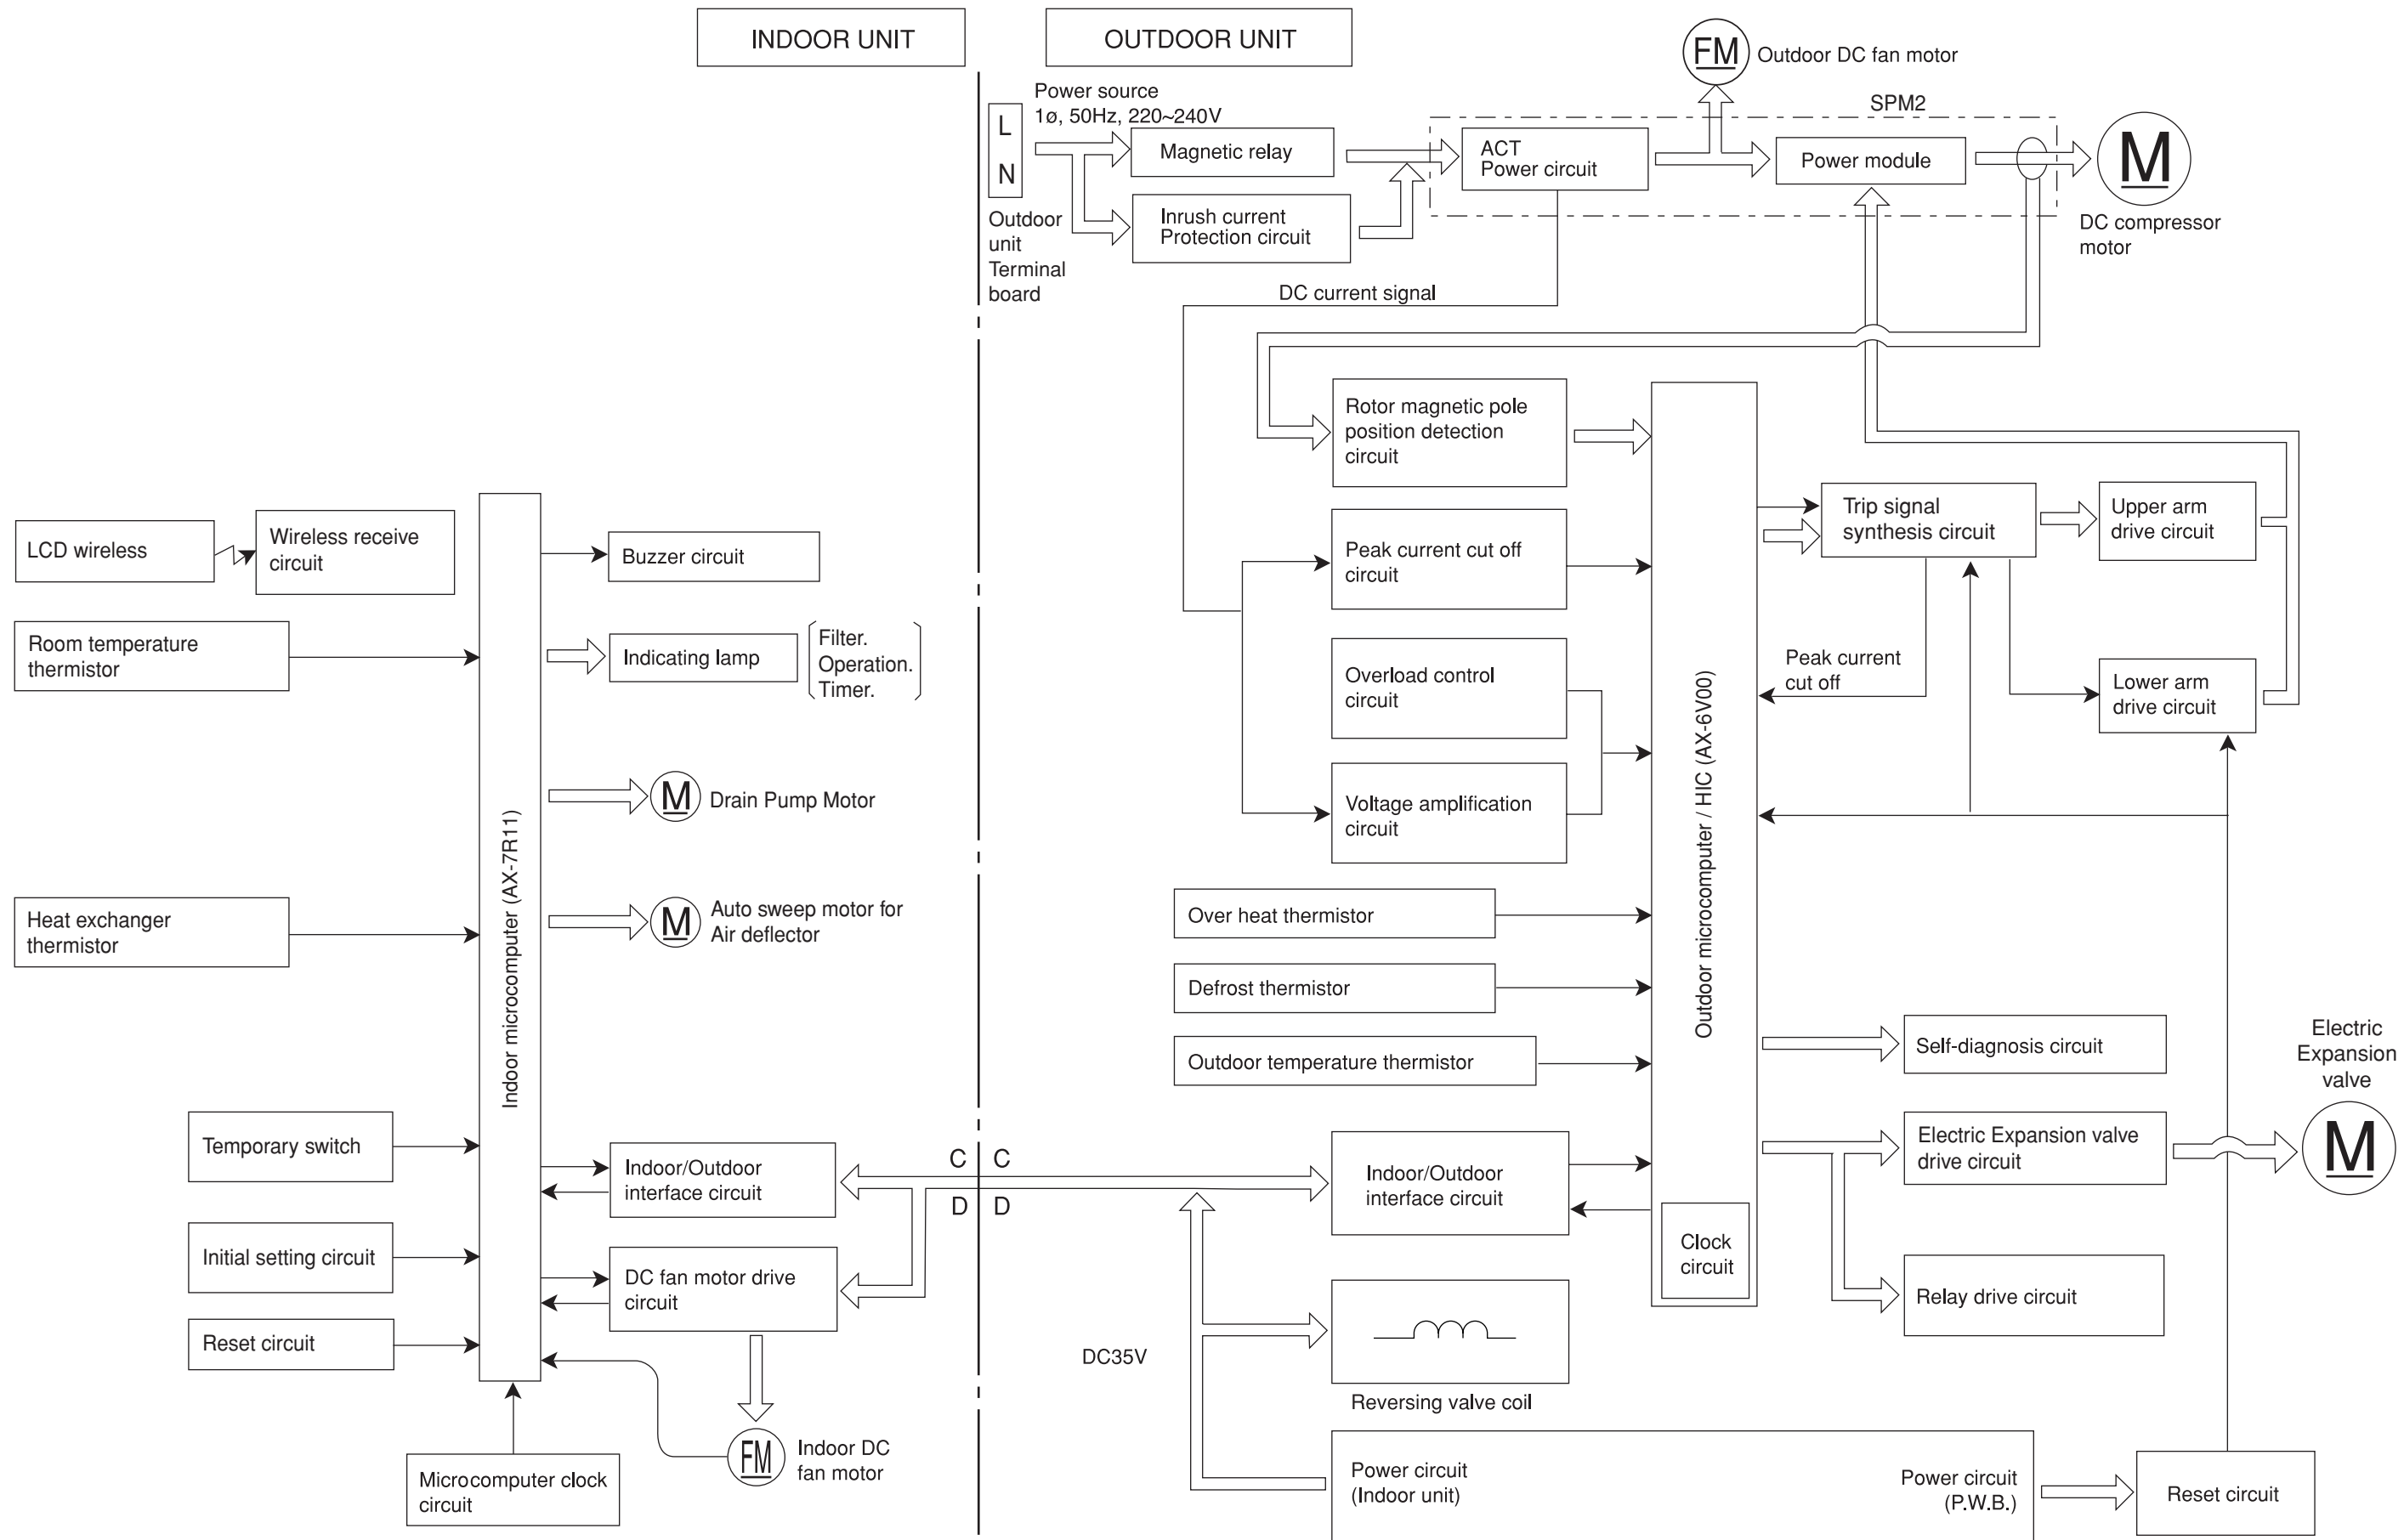 INDOOR UNIT
OUTDOOR UNIT
FM
Outdoor DC fan motor
Power source
1ø, 50Hz, 220~240V
SPM2
L
N
Magnetic relay
ACT
Power circuit
Power module
M
Outdoor
unit
Terminal
board
Inrush current
Protection circuit
DC compressor
motor
DC current signal
Rotor magnetic pole
position detection
circuit
LCD wireless
Wireless receive
circuit
Buzzer circuit
Peak current cut off
circuit
Trip signal
synthesis circuit
Upper arm
drive circuit
Room temperature
thermistor
Indicating lamp
Filter.
Operation.
Timer.
Overload control
circuit
Peak current
cut off
Lower arm
drive circuit
M
Drain Pump Motor
Voltage amplification
circuit
Indoor microcomputer (AX-7R11)
Outdoor microcomputer / HIC (AX-6V00)
Heat exchanger
thermistor
M
Auto sweep motor for
Air deflector
Over heat thermistor
Defrost thermistor
Outdoor temperature thermistor
Self-diagnosis circuit
Electric
Expansion
valve
M
Temporary switch
Indoor/Outdoor
interface circuit
C
C
D
D
Indoor/Outdoor
interface circuit
Electric Expansion valve
drive circuit
Initial setting circuit
DC fan motor drive
circuit
Clock
circuit
Relay drive circuit
Reset circuit
DC35V
Reversing valve coil
Microcomputer clock
circuit
FM
Indoor DC
fan motor
Power circuit
(Indoor unit)
Power circuit
(P.W.B.)
Reset circuit